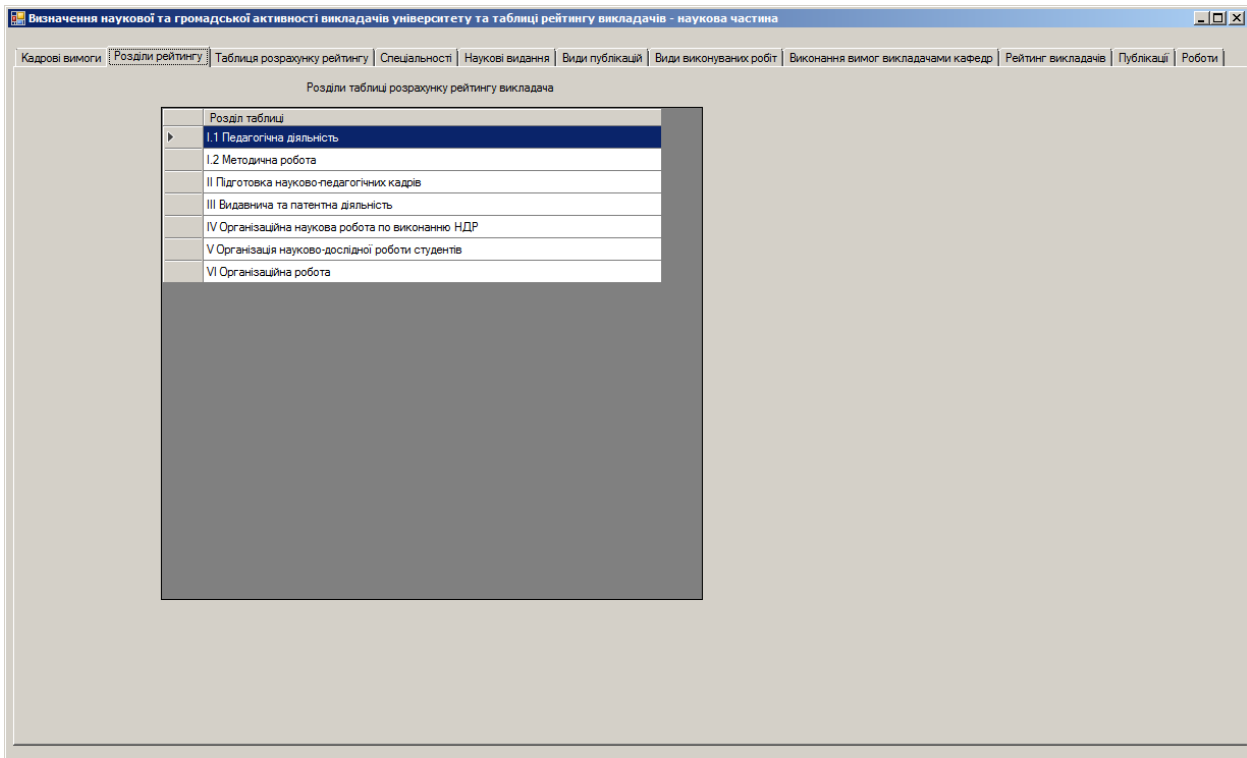 Визначення наукової та громадської активності викладачів університету та таблиці рейтингу викладачів - наукова частина
Кадрові вимоги Розділи рейтингу Таблиця розрахунку рейтингу Спеціальності Наукові видання Види публікацій Види виконуваних робіт Виконання вимог викладачами кафедр Рейтинг викладачів Публікації Роботи
Розділи таблиці розрахунку рейтингу викладача
Розділ таблиці
I.1 Педагогічна діяльність
I.2 Методична робота
II Підготовка науково-педагогічних кадрів
III Видавнича та патентна діяльність
IV Організаційна наукова робота по виконанню НДР
V Організація науково-дослідної роботи студентів
VI Організаційна робота